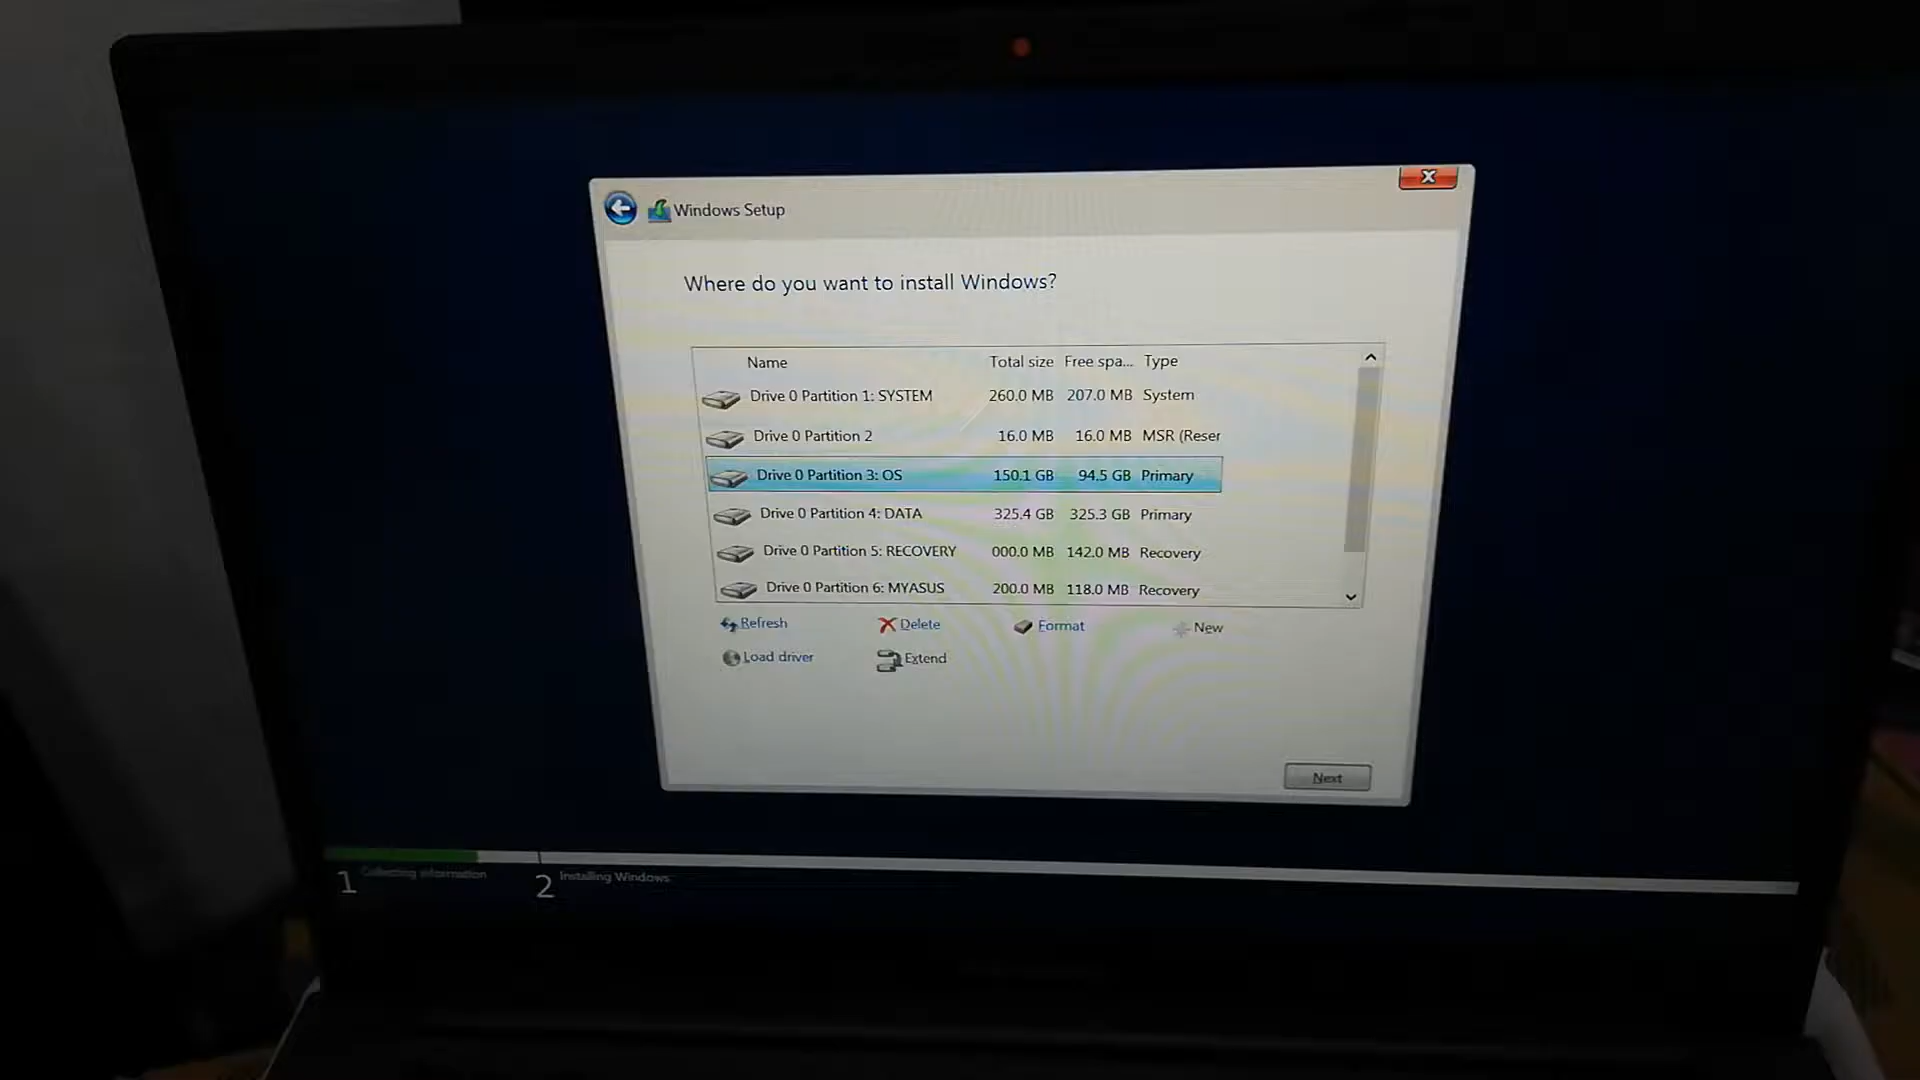 Windows Setup
Where do you want to install Windows?
Name Total size Free spa... Type
Drive 0 Partition 1: SYSTEM 260.0 MB 207.0 MB System
Drive 0 Partition 2 16.0 MB 16.0 MB MSR (Reser
Drive 0 Partition 3: OS 150.1 GB 94.5 GB Primary
Drive 0 Partition 4: DATA 325.4 GB 325.3 GB Primary
Drive 0 Partition 5: RECOVERY 000.0 MB 142.0 MB Recovery
Drive 0 Partition 6: MYASUS 200.0 MB 118.0 MB Recovery
Refresh Delete Format New
Load driver Extend
Next
1 Collecting information 2 Installing Windows